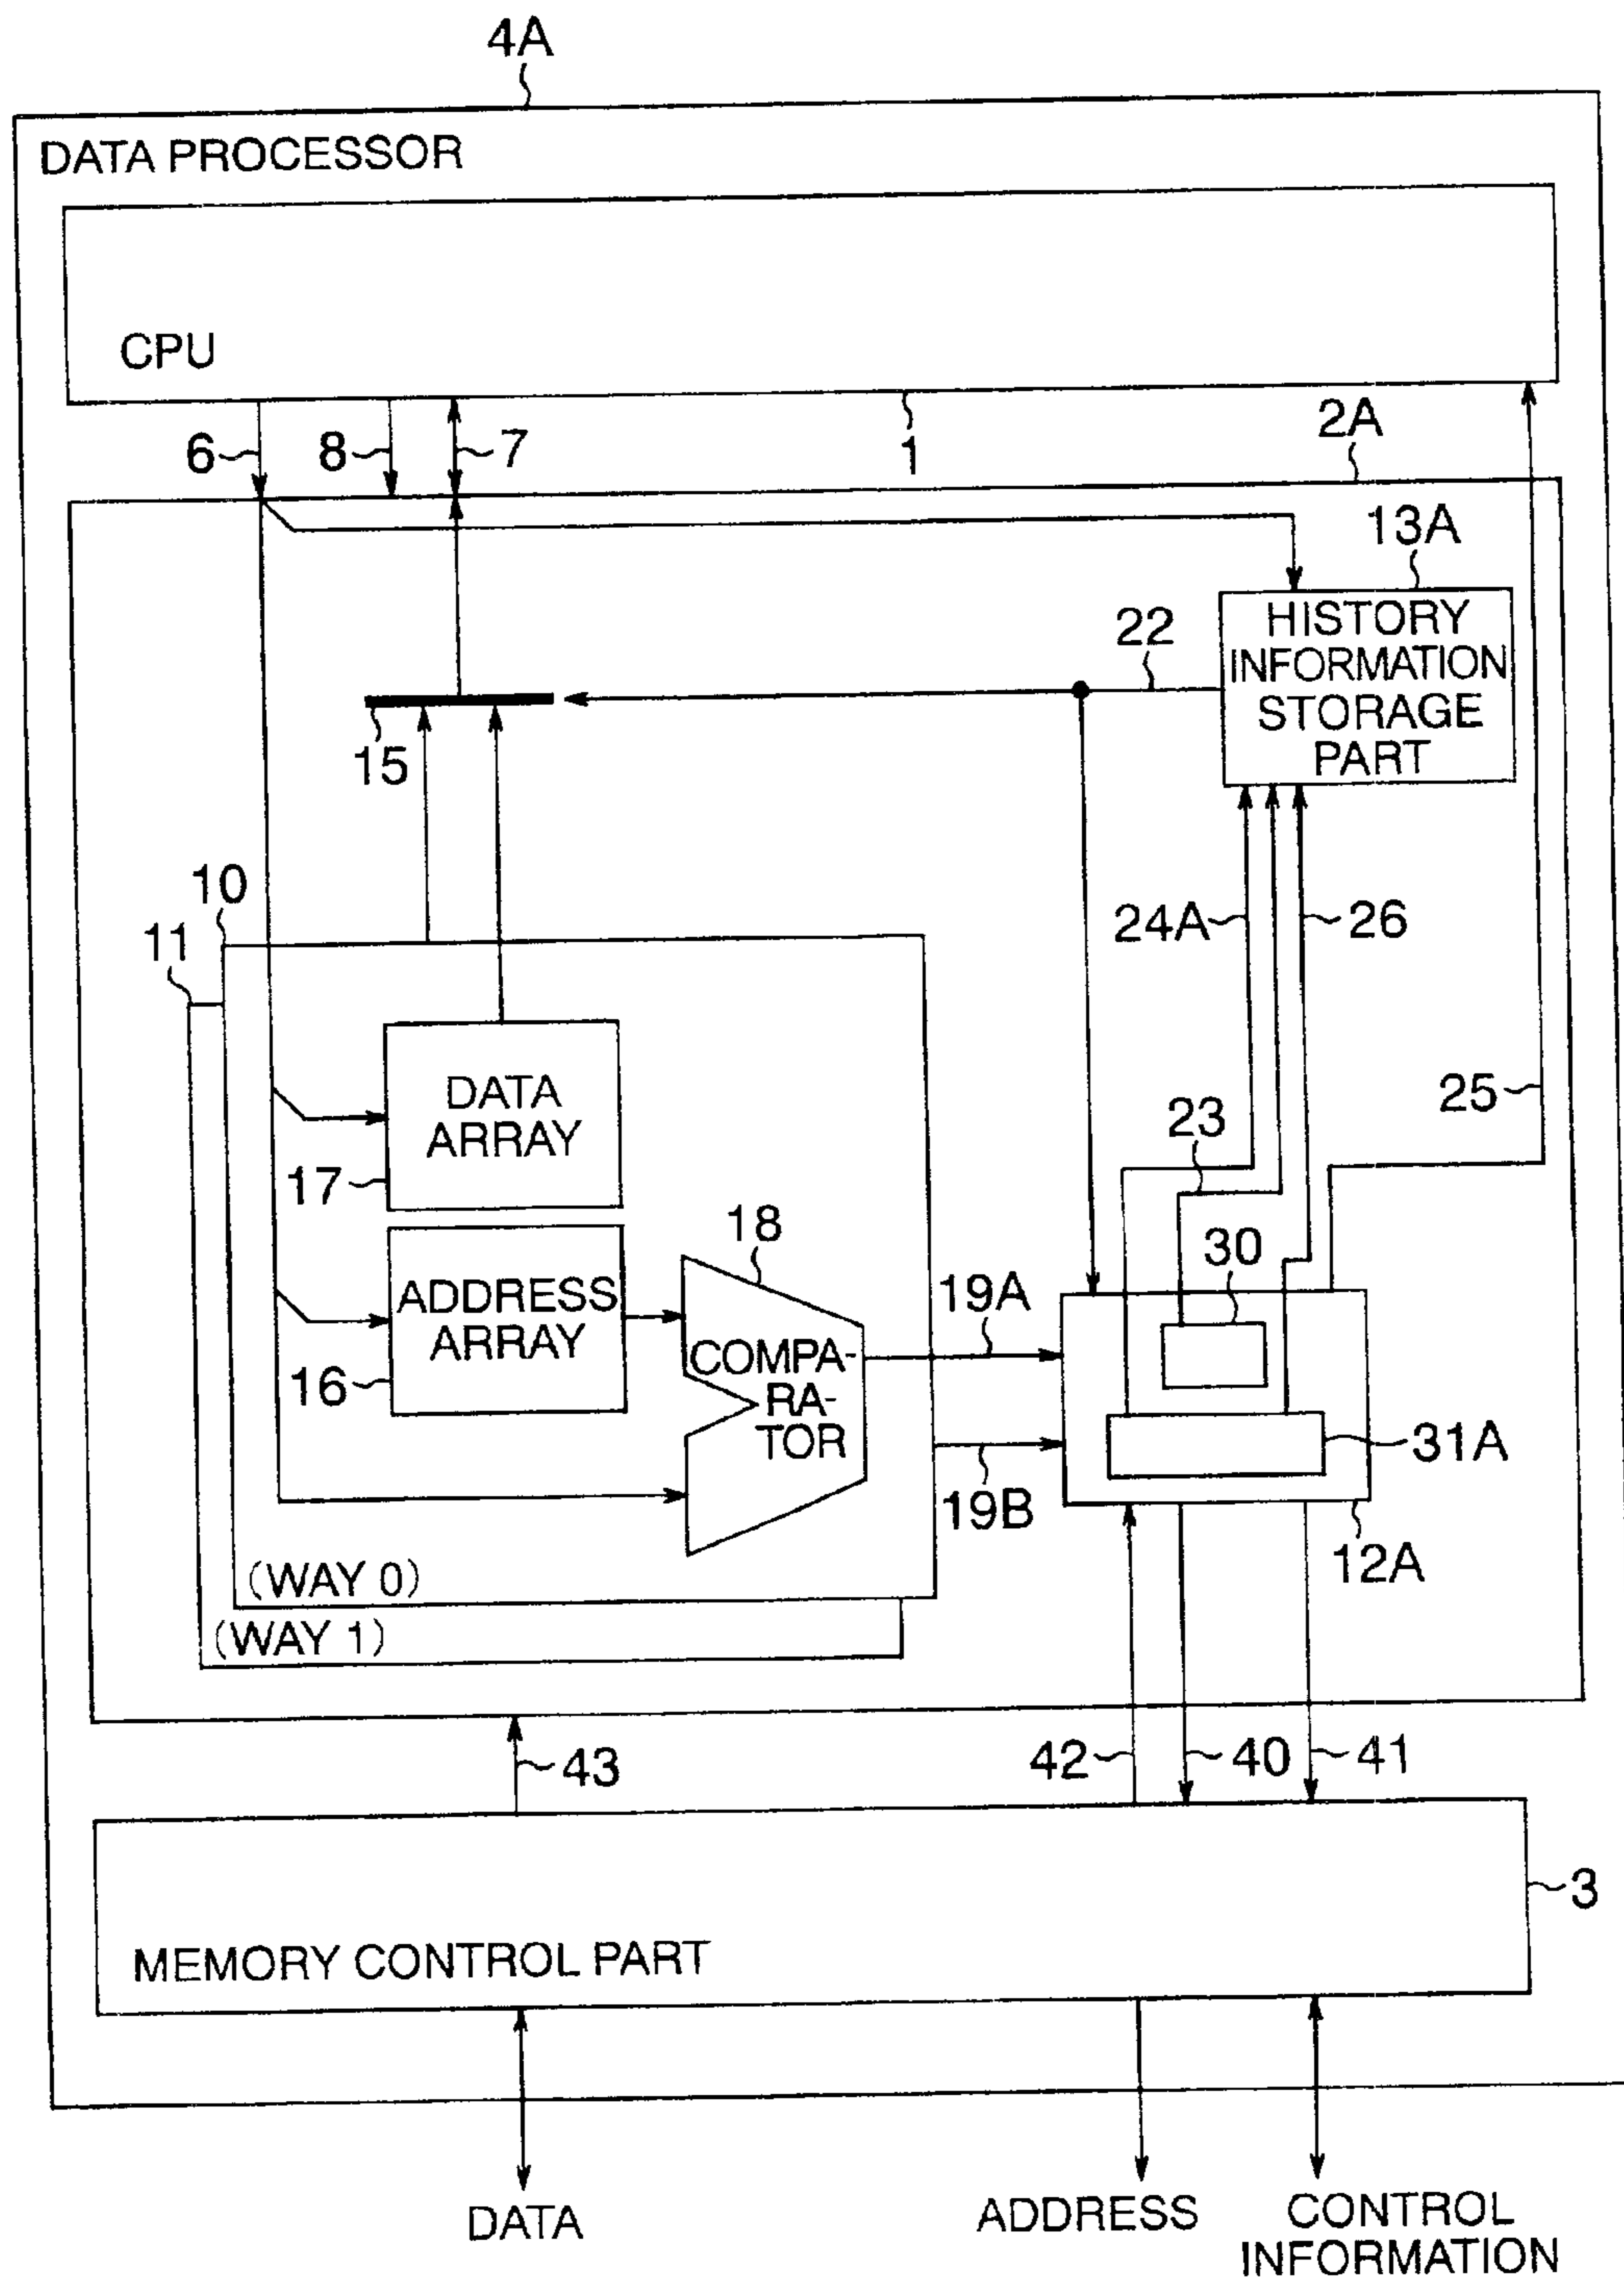 4A
DATA PROCESSOR
CPU
6
8
7
1
2A
13A
HISTORY
INFORMATION
STORAGE
PART
22
15
10
11
24A
26
DATA
ARRAY
17
25
23
18
30
ADDRESS
ARRAY
16
COMPA-
RA-
TOR
19A
19B
31A
12A
(WAY 0)
(WAY 1)
43
42
40
41
3
MEMORY CONTROL PART
DATA
ADDRESS
CONTROL
INFORMATION